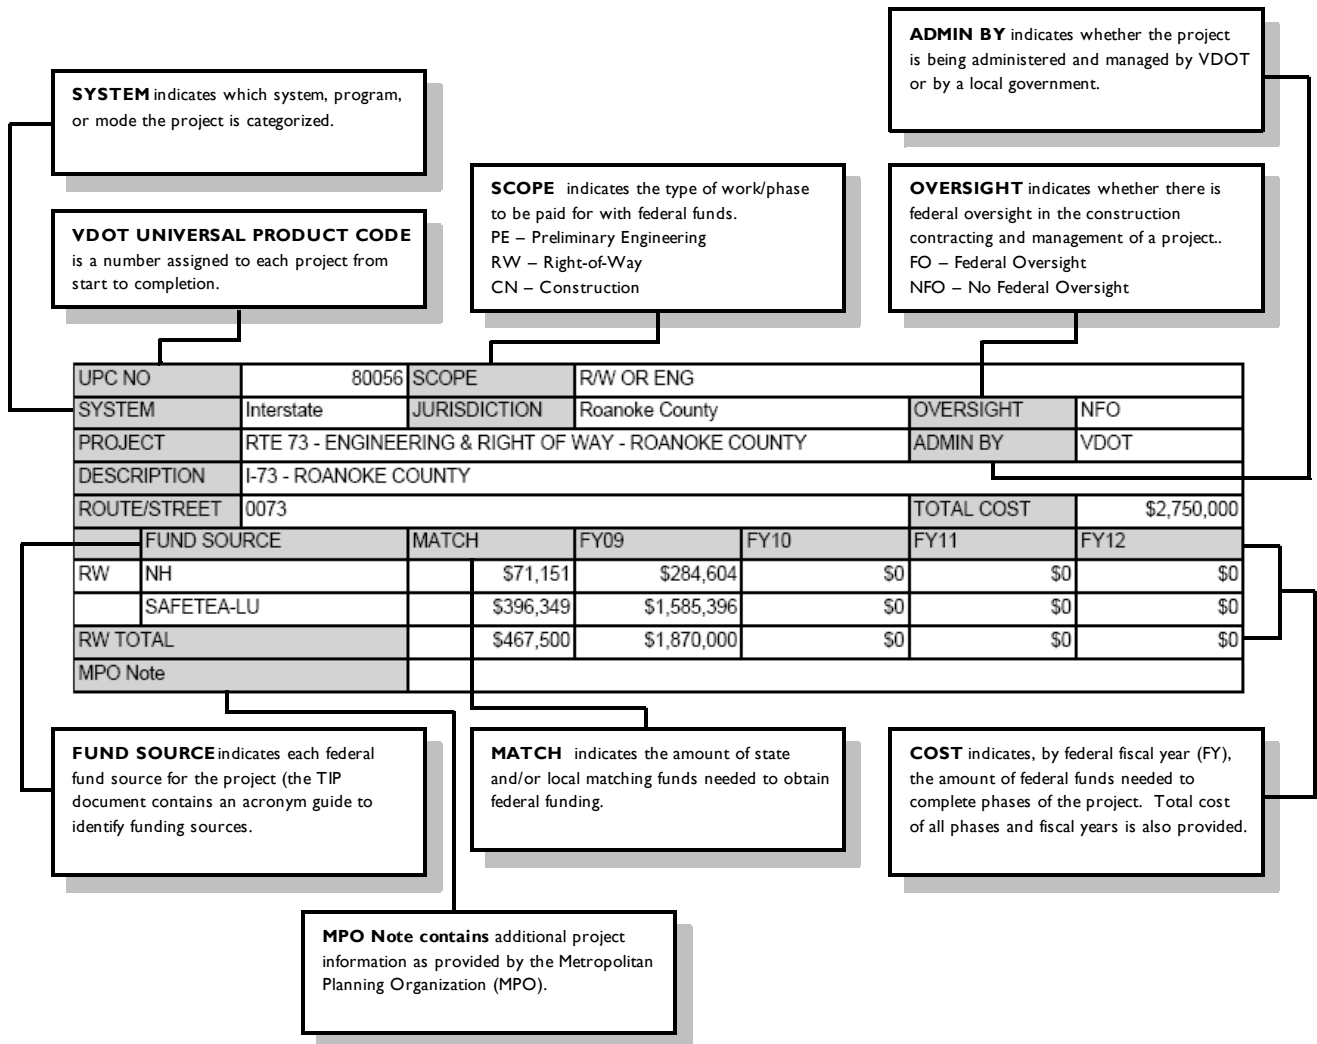 ADMIN BY indicates whether the project
is being administered and managed by VDOT
or by a local government.
SYSTEM indicates which system, program,
or mode the project is categorized.
SCOPE indicates the type of work/phase
to be paid for with federal funds.
PE – Preliminary Engineering
RW – Right-of-Way
CN – Construction
OVERSIGHT indicates whether there is
federal oversight in the construction
contracting and management of a project..
FO – Federal Oversight
NFO – No Federal Oversight
VDOT UNIVERSAL PRODUCT CODE
is a number assigned to each project from
start to completion.
UPC NO 80056 SCOPE R/W OR ENG
SYSTEM Interstate JURISDICTION Roanoke County OVERSIGHT NFO
PROJECT RTE 73 - ENGINEERING & RIGHT OF WAY - ROANOKE COUNTY ADMIN BY VDOT
DESCRIPTION I-73 - ROANOKE COUNTY
ROUTE/STREET 0073 TOTAL COST $2,750,000
FUND SOURCE MATCH FY09 FY10 FY11 FY12
RW NH $71,151 $284,604 $0 $0 $0
SAFETEA-LU $396,349 $1,585,396 $0 $0 $0
RW TOTAL $467,500 $1,870,000 $0 $0 $0
MPO Note
FUND SOURCE indicates each federal
fund source for the project (the TIP
document contains an acronym guide to
identify funding sources.
MATCH indicates the amount of state
and/or local matching funds needed to obtain
federal funding.
COST indicates, by federal fiscal year (FY),
the amount of federal funds needed to
complete phases of the project. Total cost
of all phases and fiscal years is also provided.
MPO Note contains additional project
information as provided by the Metropolitan
Planning Organization (MPO).